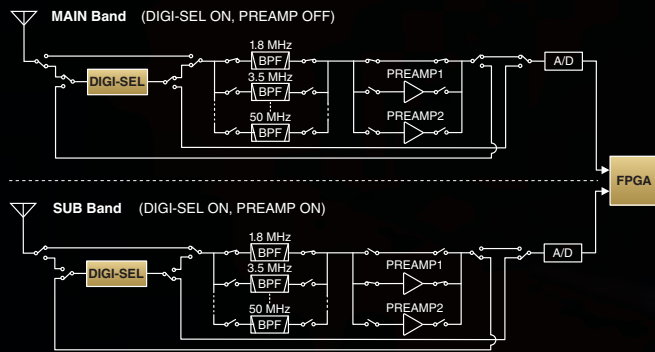 MAIN Band (DIGI-SEL ON, PREAMP OFF)
1.8 MHz
BPF
A/D
DIGI-SEL
3.5 MHz
BPF
PREAMP1
50 MHz
BPF
PREAMP2
FPGA
SUB Band (DIGI-SEL ON, PREAMP ON)
1.8 MHz
BPF
A/D
DIGI-SEL
3.5 MHz
BPF
PREAMP1
50 MHz
BPF
PREAMP2